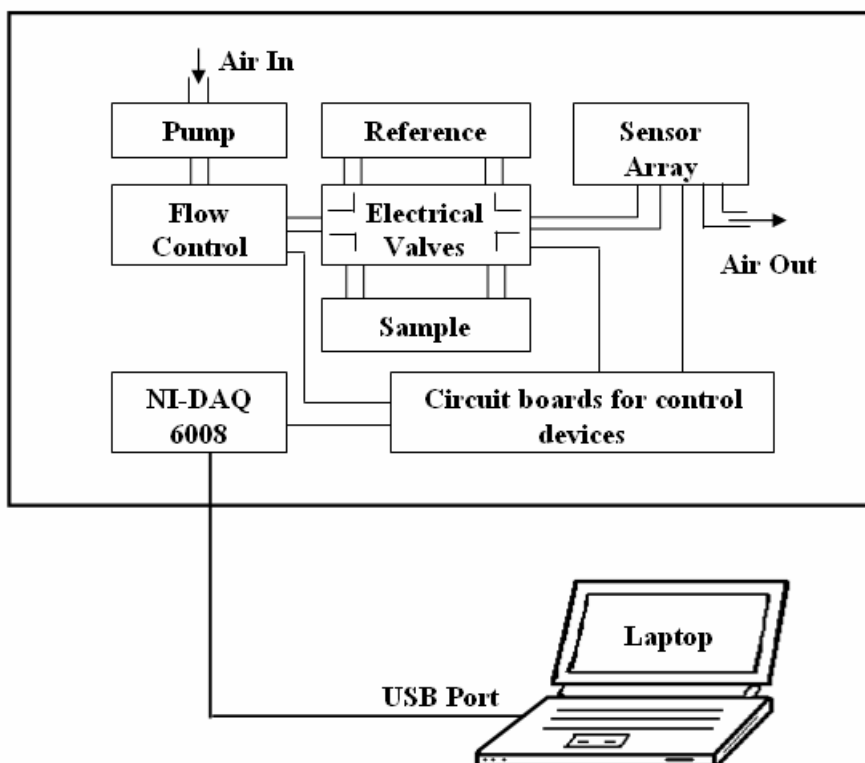 Air In
Pump
Reference
Sensor
Array
Flow
Control
Electrical
Valves
Air Out
Sample
NI-DAQ
6008
Circuit boards for control
devices
Laptop
USB Port